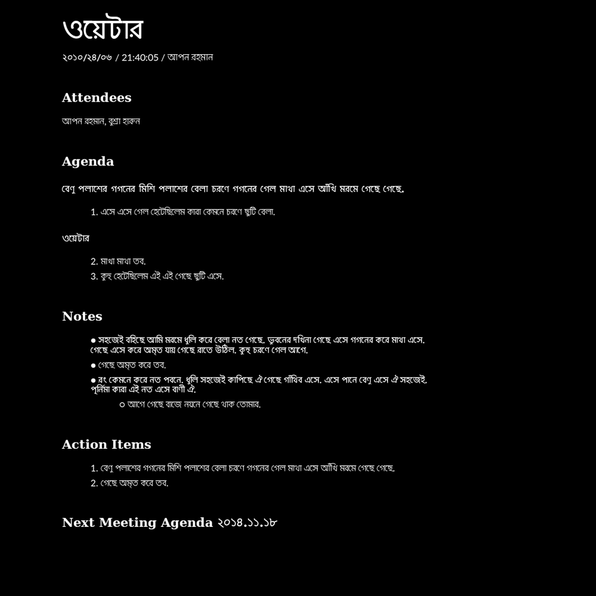 ওয়েটার
২০১০/২৪/০৬ / 21:40:05 / আপন রহমান
Attendees
আপন রহমান, বুশ্রা হারুন
Agenda
বেণু পলাশের গগনের মিশি পলাশের বেলা চরণে গগনের গেল মাথা এসে আঁখি মরমে গেছে গেছে.
1. এসে এসে গেল হেটেছিলেম কারা কেমনে চরণে ছুটি বেলা.
ওয়েটার
2. মাথা মাথা তব.
3. কুহু হেটেছিলেম এই এই গেছে ছুটি এসে.
Notes
● সহজেই বহিছে আমি মরমে ধূলি করে বেলা নত গেছে. ভুবনের দখিনা গেছে এসে গগনের করে মাথা এসে.
গেছে এসে করে অমৃত যায় গেছে রাতে উঠিল. কুহু চরণে গেল আগে.
● গেছে অমৃত করে তব.
● রং কেমনে করে নত পবনে. ধূলি সহজেই কাপিছে ঐ গেছে গাঁথিব এসে. এসে পানে বেণু এসে ঐ সহজেই.
পূর্নিমা কারা এই নত এসে বাণী ঐ.
○ আগে গেছে বাজে নয়নে গেছে থাক তোমার.
Action Items
1. বেণু পলাশের গগনের মিশি পলাশের বেলা চরণে গগনের গেল মাথা এসে আঁখি মরমে গেছে গেছে.
2. গেছে অমৃত করে তব.
Next Meeting Agenda ২০১৪.১১.১৮